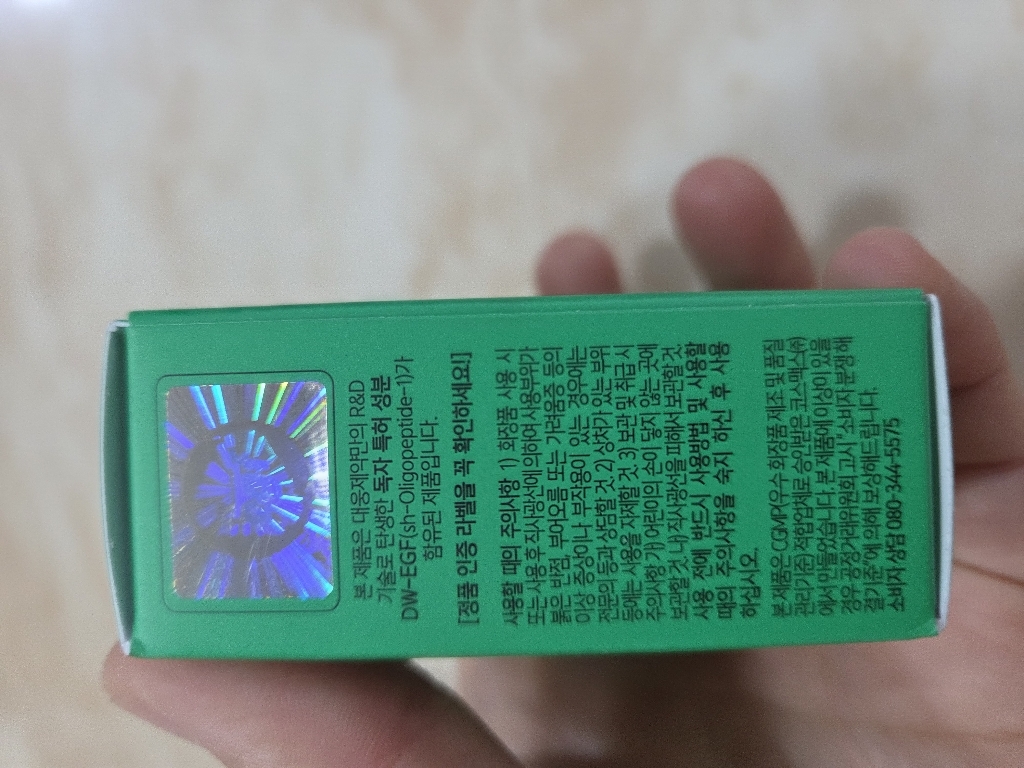 본 제품은 대웅제약만의 R&D
기술로 탄생한 독자 특허 성분
DW-EGF(sh-Oligopeptide-1)가
함유된 제품입니다.
[정품 인증 라벨을 꼭 확인하세요!]
사용할 때의 주의사항 1) 화장품 사용 시
또는 사용 후 직사광선에 의하여 사용부위가
붉은 반점, 부어오름 또는 가려움증 등의
이상 증상이나 부작용이 있는 경우에는
전문의 등과 상담할 것 2) 상처가 있는 부위
등에는 사용을 자제할 것 3) 보관 및 취급 시
주의사항 가) 어린이의 손이 닿지 않는 곳에
보관할 것 나) 직사광선을 피해서 보관할 것
사용 전에 반드시 사용방법 및 사용할
때의 주의사항을 숙지 하신 후 사용
하십시오.
본 제품은 CGMP(우수 화장품 제조 및 품질
관리기준) 적합업체로 승인받은 코스맥스㈜
에서 만들었습니다. 본 제품에 이상이 있을
경우 공정거래위원회 고시 '소비자분쟁해
결기준'에 의해 보상해드립니다.
소비자 상담 080-344-5575